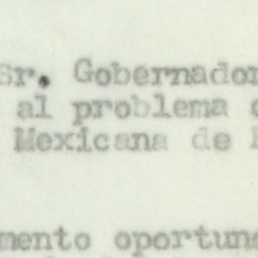 Sr. Gobernador
al problema
Mexicana de
mento oportuno